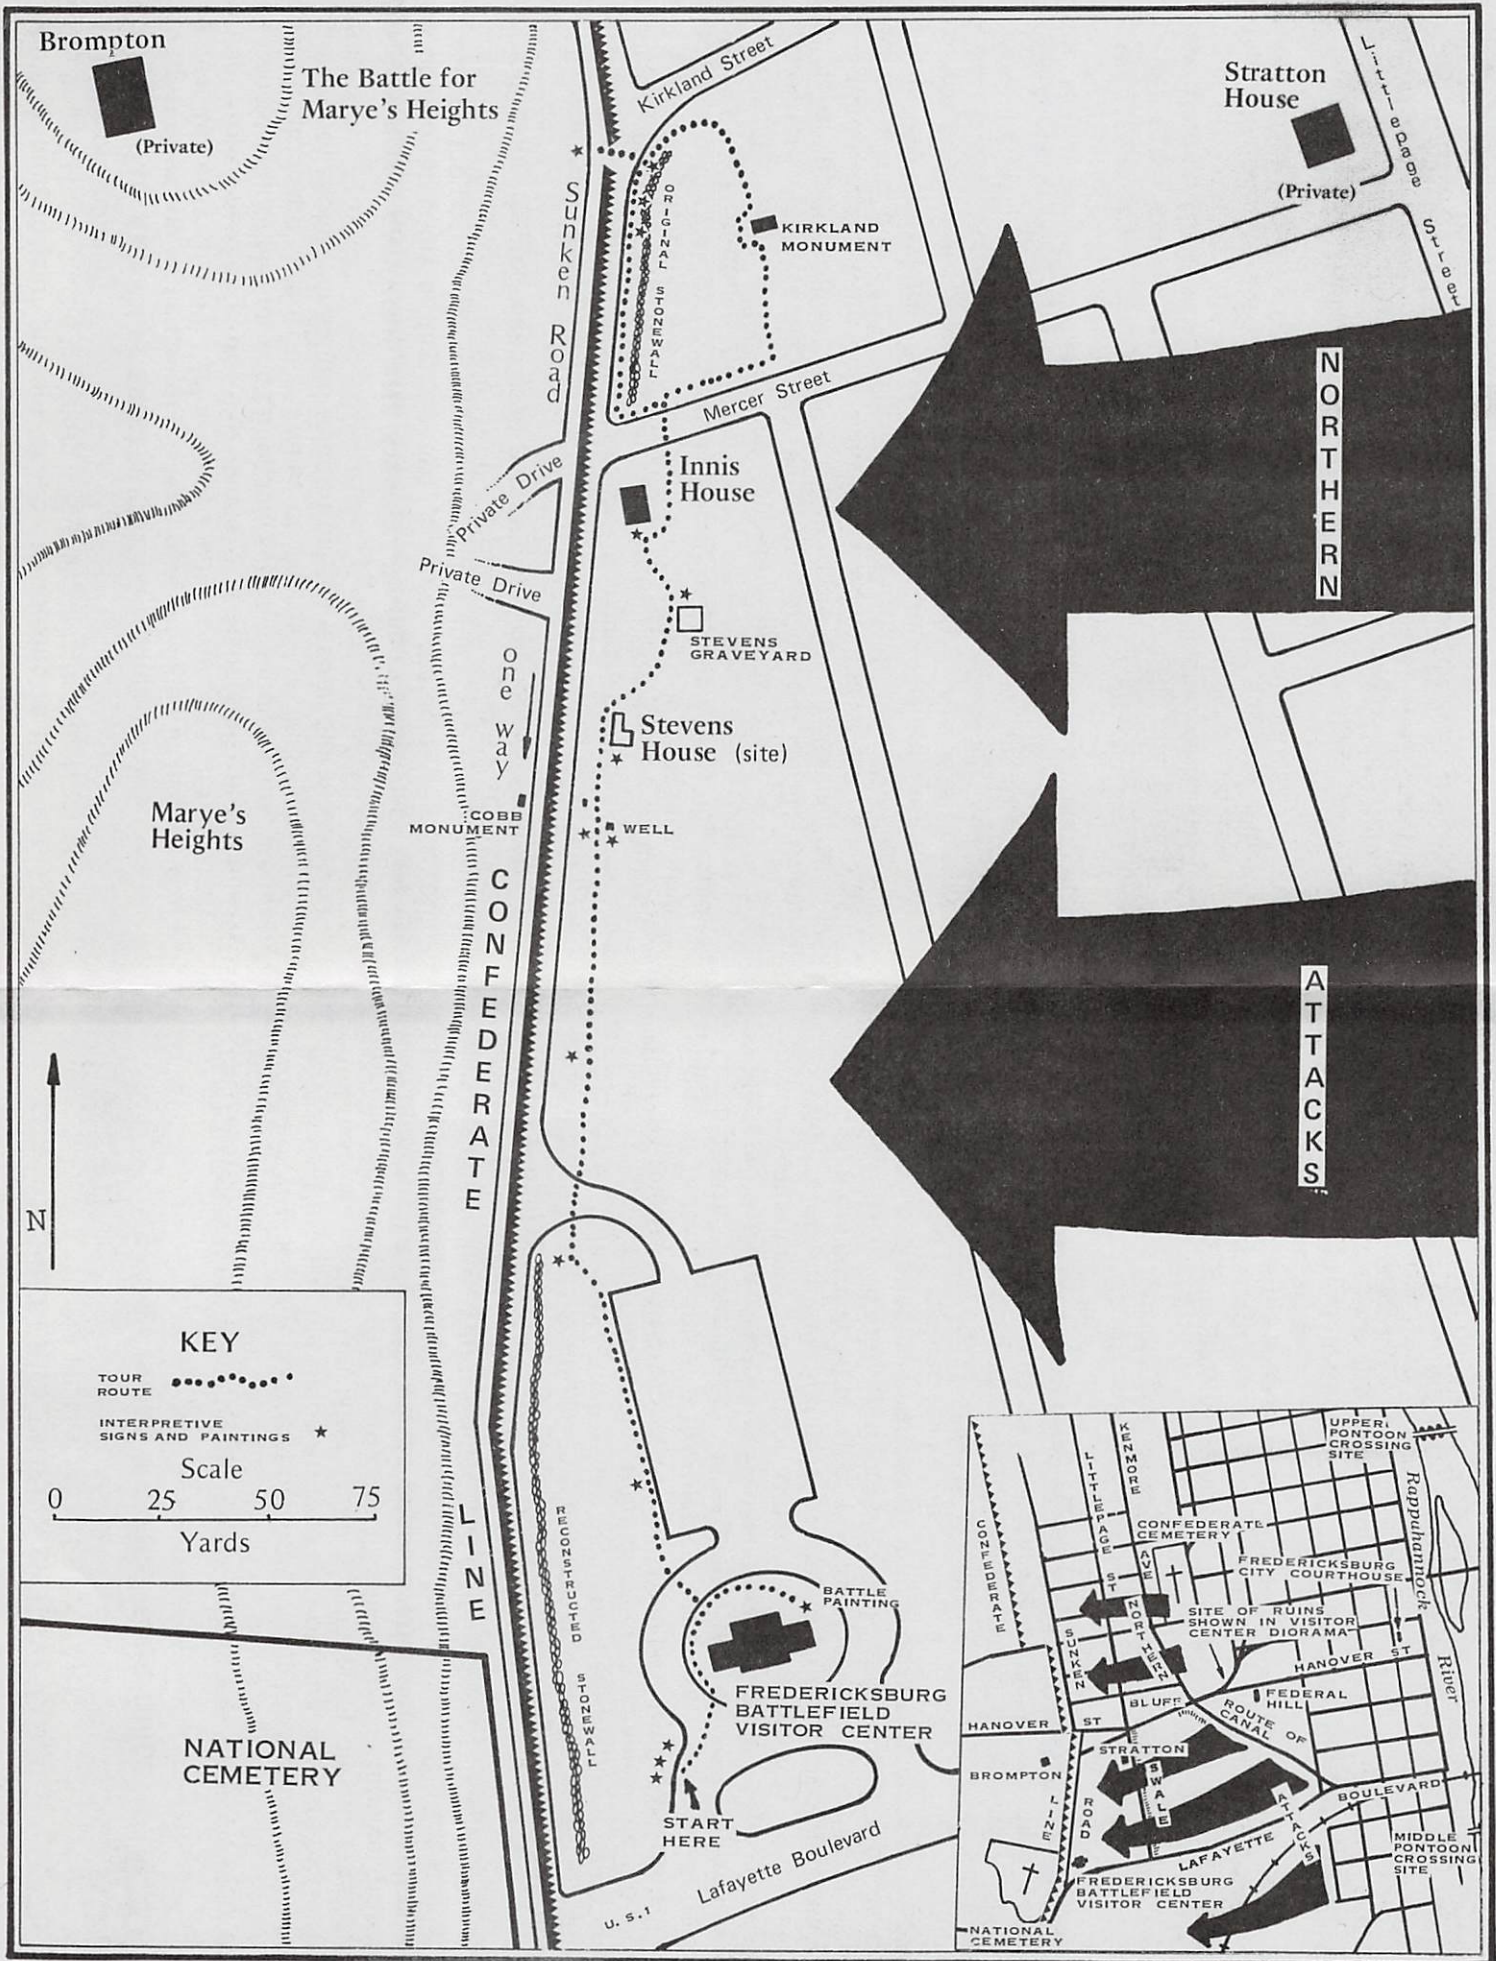 Brompton
(Private)
The Battle for
Marye's Heights
Kirkland Street
Stratton
House
(Private)
Littlepage Street
Sunken Road
ORIGINAL STONEWALL
KIRKLAND
MONUMENT
Mercer Street
NORTHERN
Private Drive
Private Drive
Innis
House
STEVENS
GRAVEYARD
one way
Stevens
House (site)
Marye's
Heights
COBB
MONUMENT
WELL
CONFEDERATE
ATTACKS
N
KEY
TOUR
ROUTE
INTERPRETIVE
SIGNS AND PAINTINGS
Scale
0 25 50 75
Yards
LINE
RECONSTRUCTED STONEWALL
BATTLE
PAINTING
FREDERICKSBURG
BATTLEFIELD
VISITOR CENTER
NATIONAL
CEMETERY
START
HERE
Lafayette Boulevard
U.S.1
KENMORE AVE
LITTLEPAGE ST
UPPER
PONTOON
CROSSING
SITE
CONFEDERATE
CONFEDERATE
CEMETERY
FREDERICKSBURG
CITY COURTHOUSE
Rappahannock River
SITE OF RUINS
SHOWN IN VISITOR
CENTER DIORAMA
NORTHERN
SUNKEN
HANOVER ST
BLUFF
FEDERAL
HILL
ROUTE OF
CANAL
HANOVER ST
STRATTON
BROMPTON
SWALE
ATTACKS
BOULEVARD
LINE
ROAD
LAFAYETTE
MIDDLE
PONTOON
CROSSING
SITE
FREDERICKSBURG
BATTLEFIELD
VISITOR CENTER
NATIONAL
CEMETERY